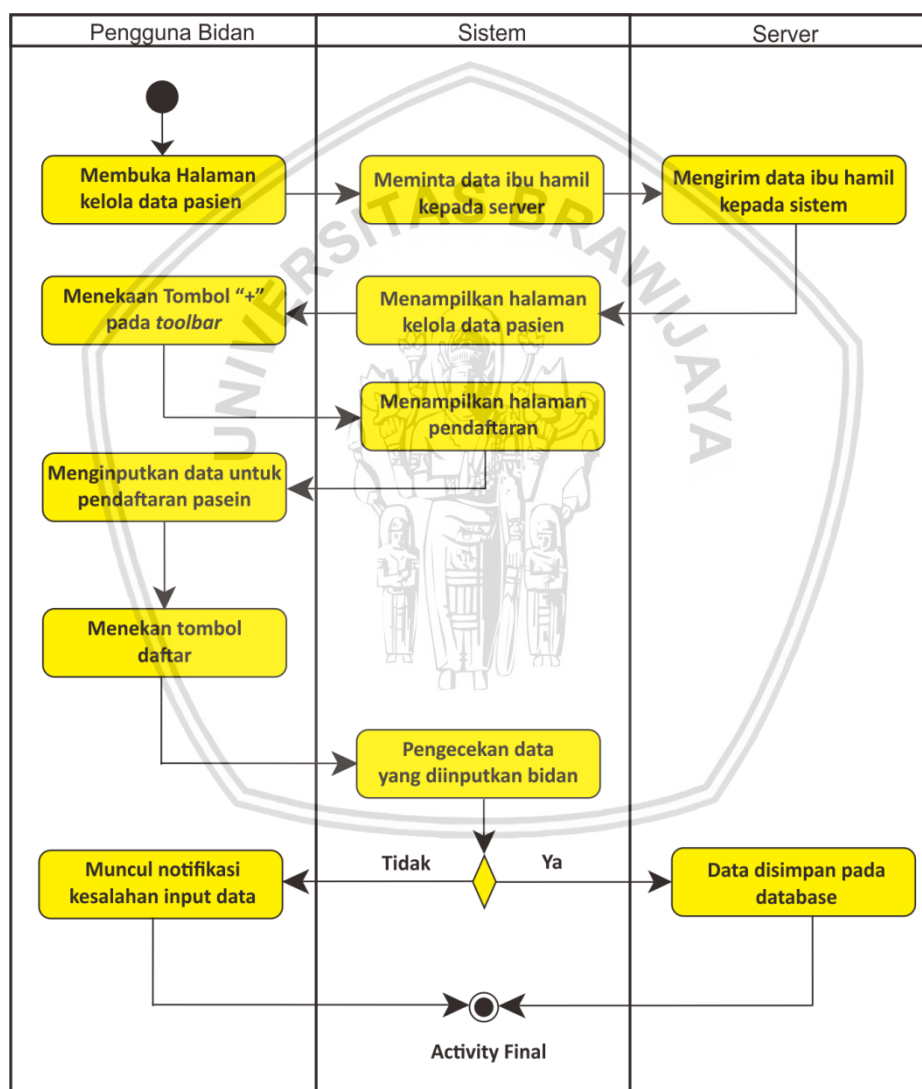 Pengguna Bidan
Sistem
Server
Membuka Halaman
kelola data pasien
Meminta data ibu hamil
kepada server
Mengirim data ibu hamil
kepada sistem
Menekaan Tombol “+”
pada toolbar
Menampilkan halaman
kelola data pasien
Menampilkan halaman
pendaftaran
Menginputkan data untuk
pendaftaran pasein
Menekan tombol
daftar
Pengecekan data
yang diinputkan bidan
Tidak
Ya
Muncul notifikasi
kesalahan input data
Data disimpan pada
database
Activity Final
UNIVERSITAS BRAWIJAYA